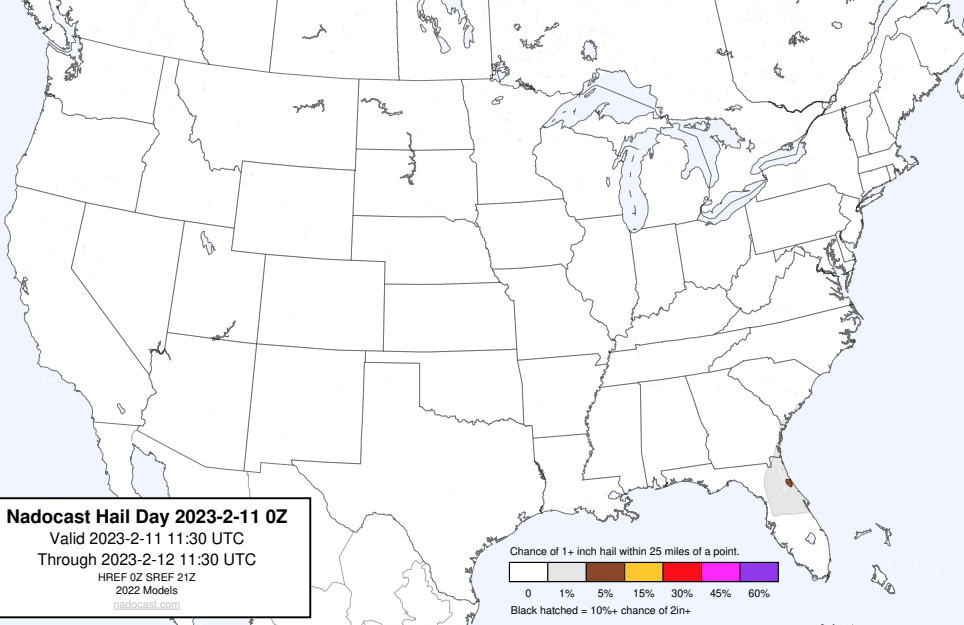 Nadocast Hail Day 2023-2-11 0Z
Valid 2023-2-11 11:30 UTC
Through 2023-2-12 11:30 UTC
HREF 0Z SREF 21Z
2022 Models
nadocast.com
Chance of 1+ inch hail within 25 miles of a point.
0 1% 5% 15% 30% 45% 60%
Black hatched = 10%+ chance of 2in+